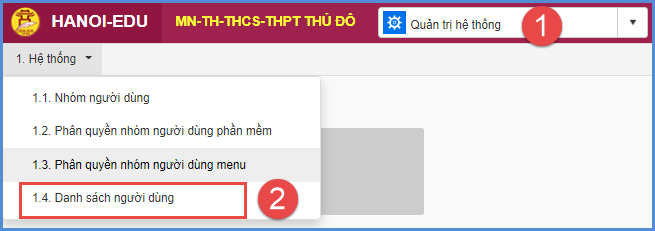 HANOI-EDU MN-TH-THCS-THPT THỦ ĐÔ Quản trị hệ thống 1
1. Hệ thống
1.1. Nhóm người dùng
1.2. Phân quyền nhóm người dùng phần mềm
1.3. Phân quyền nhóm người dùng menu
1.4. Danh sách người dùng 2